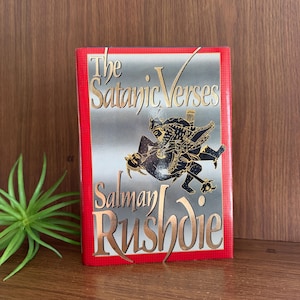 The
Satanic Verses
Salman
Rushdie